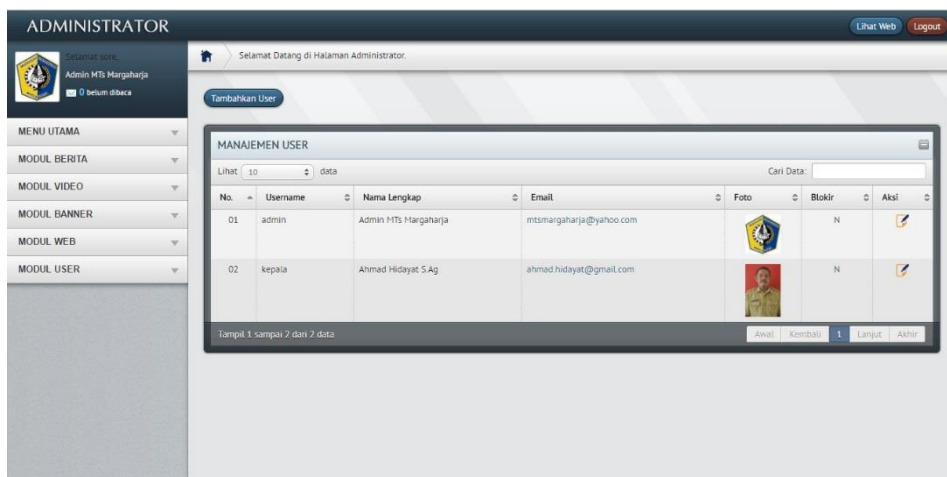 ADMINISTRATOR
Lihat Web
Logout
Selamat sore,
Admin MTs Margaharja
0 belum dibaca
Selamat Datang di Halaman Administrator.
Tambahkan User
MENU UTAMA
MODUL BERITA
MODUL VIDEO
MODUL BANNER
MODUL WEB
MODUL USER
MANAJEMEN USER
Lihat 10 data
Cari Data:
No. Username Nama Lengkap Email Foto Blokir Aksi
01 admin Admin MTs Margaharja mtsmargaharja@yahoo.com N
02 kepala Ahmad Hidayat S.Ag ahmad.hidayat@gmail.com N
Tampil 1 sampai 2 dari 2 data
Awal Kembali 1 Lanjut Akhir